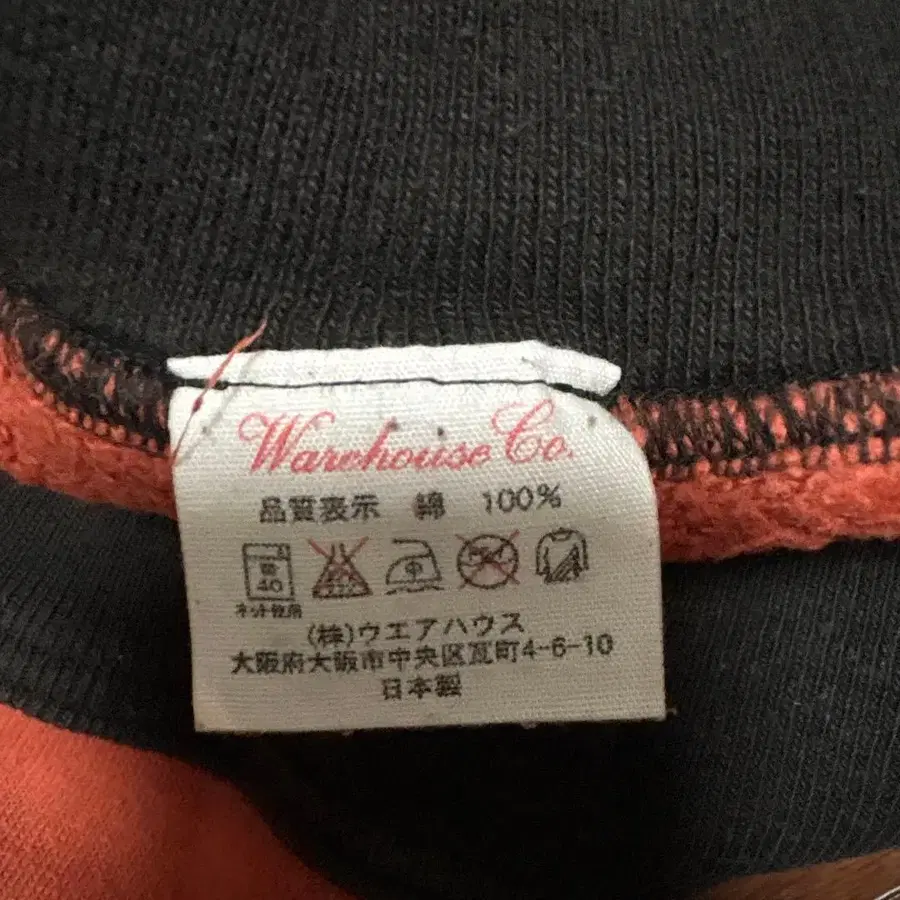 Warehouse Co.
品質表示 綿 100%
40 中
ネット使用
(株)ウエアハウス
大阪府大阪市中央区瓦町4-6-10
日本製